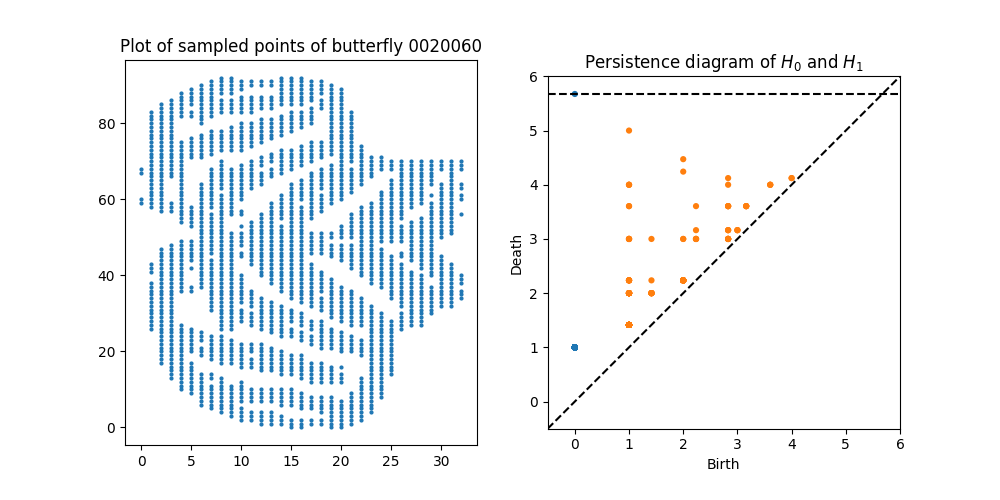 Plot of sampled points of butterfly 0020060
80
60
40
20
0
0 5 10 15 20 25 30
Persistence diagram of $H_0$ and $H_1$
Death
6
5
4
3
2
1
0
0 1 2 3 4 5 6
Birth